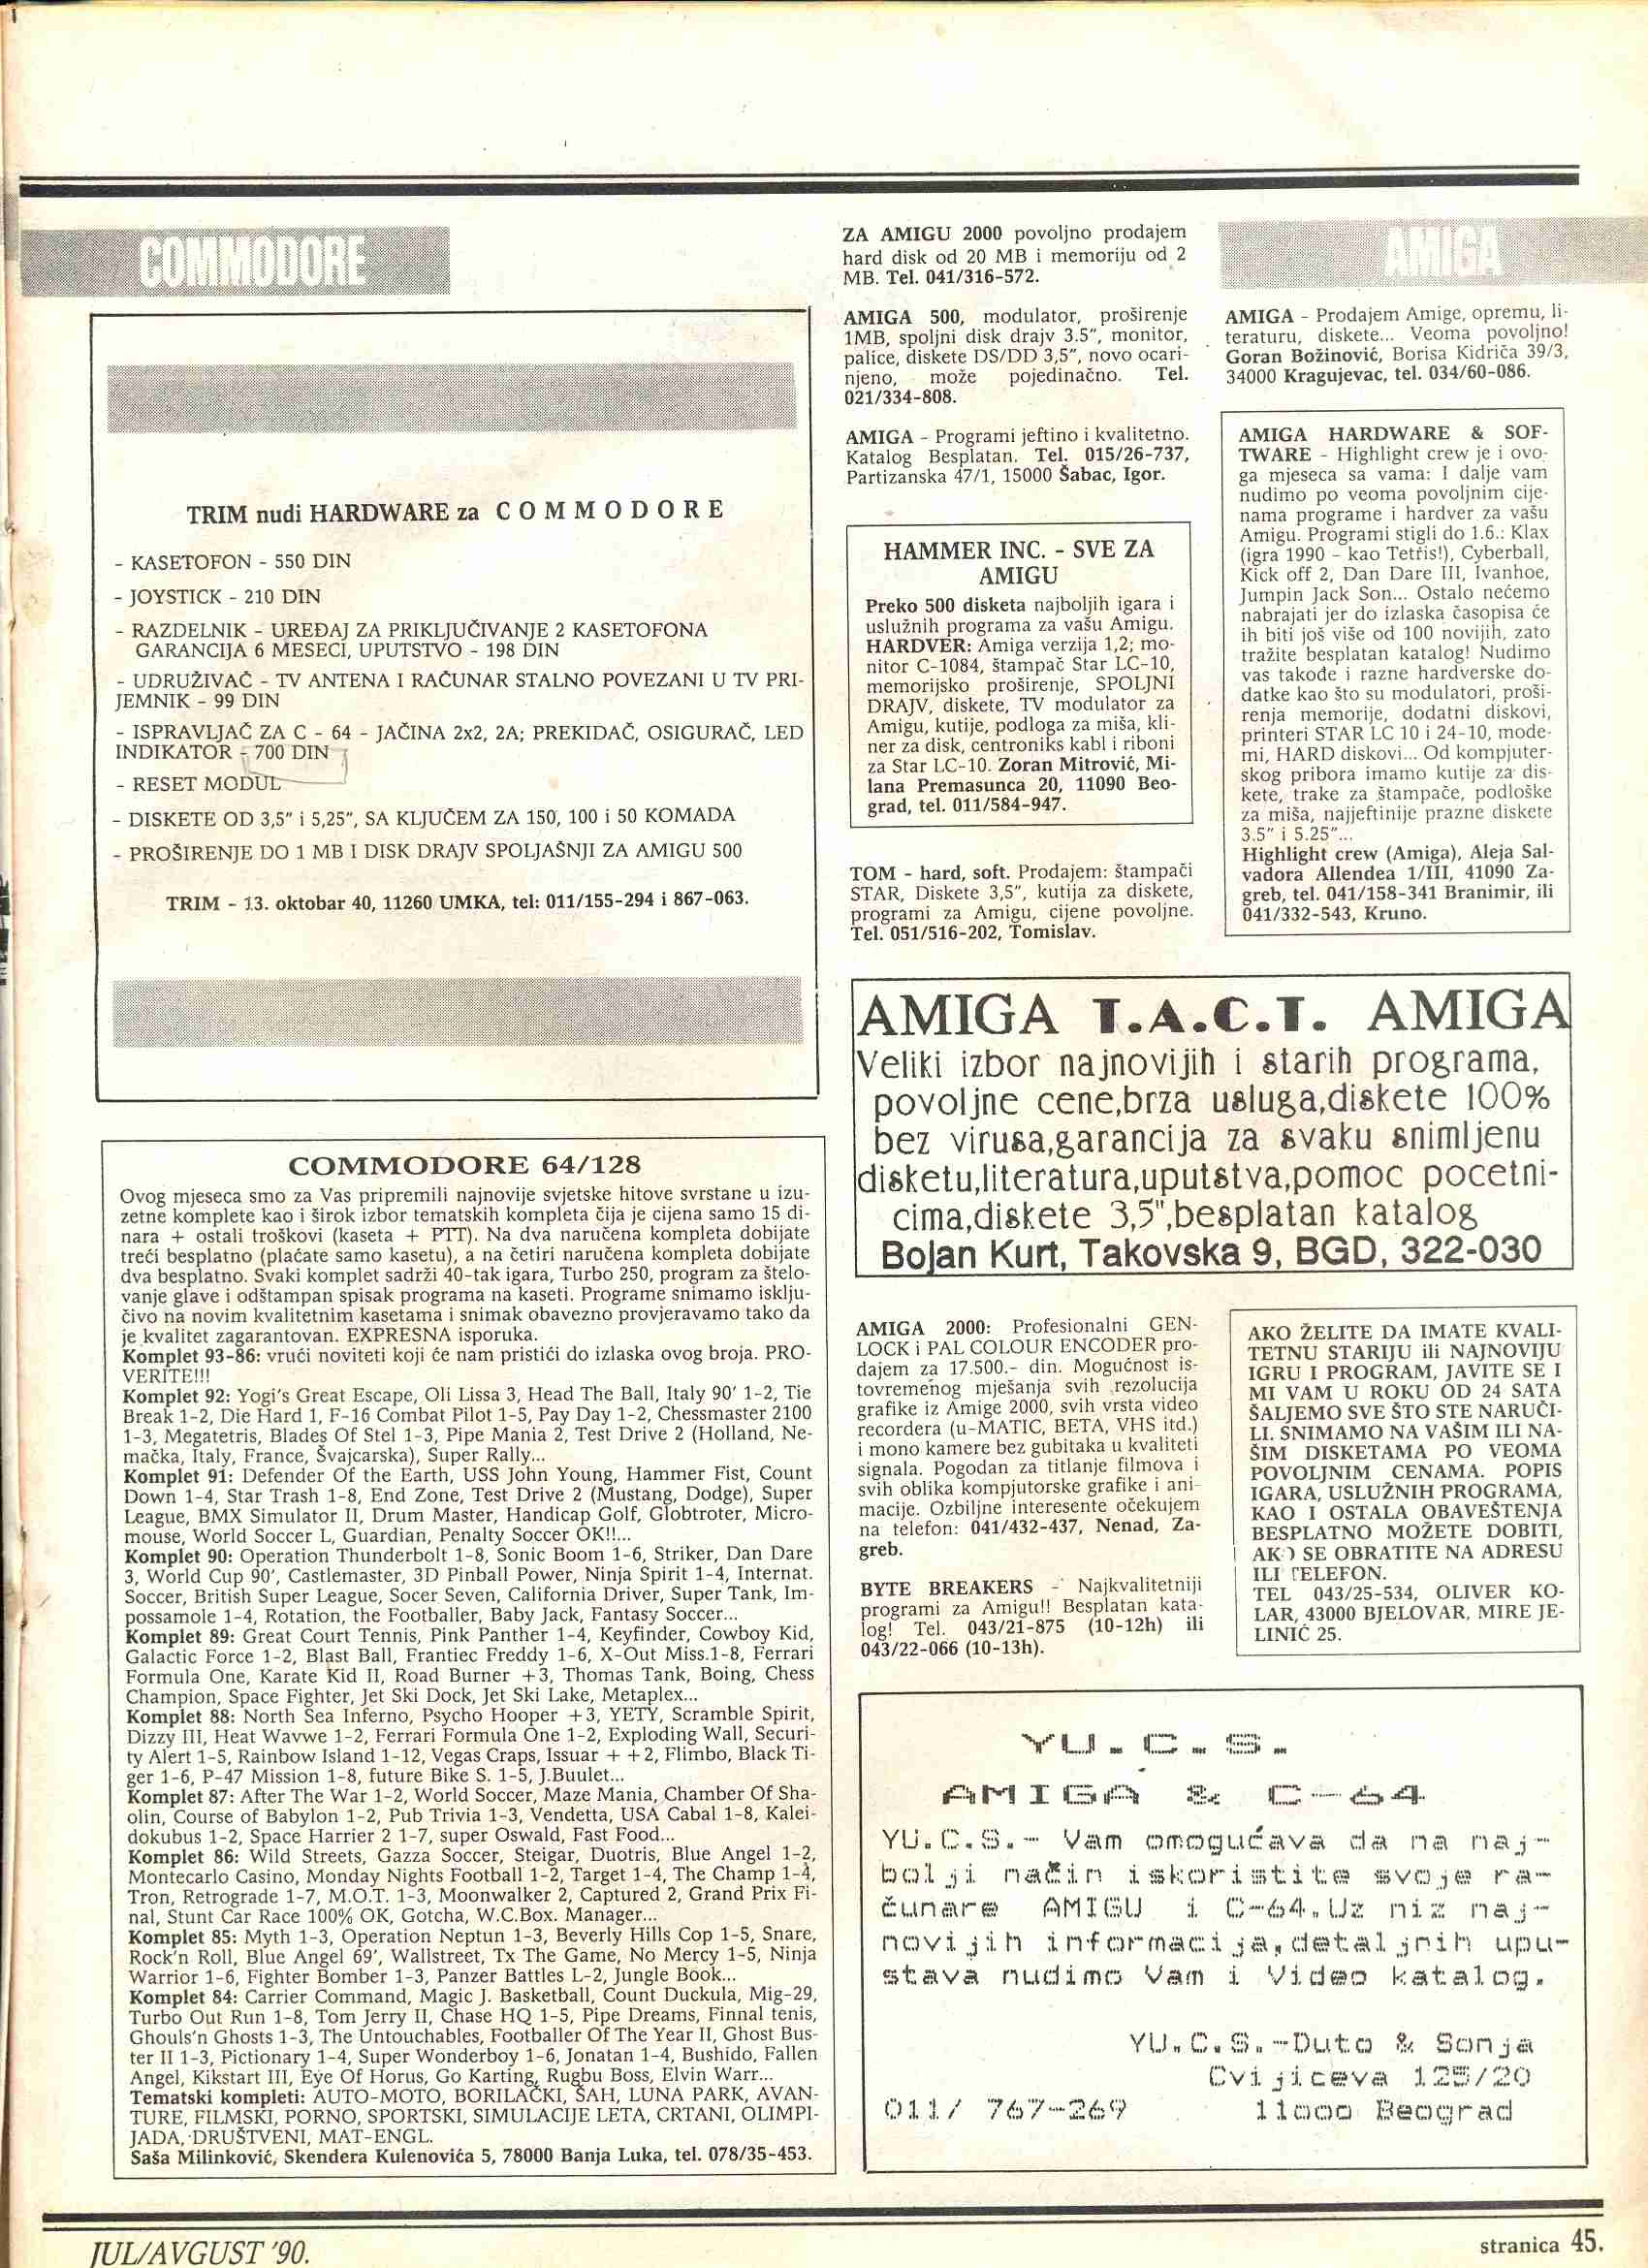 COMMODORE
TRIM nudi HARDWARE za C O M M O D O R E
- KASETOFON - 550 DIN
- JOYSTICK - 210 DIN
- RAZDELNIK - UREĐAJ ZA PRIKLJUČIVANJE 2 KASETOFONA
GARANCIJA 6 MESECI, UPUTSTVO - 198 DIN
- UDRUŽIVAČ - TV ANTENA I RAČUNAR STALNO POVEZANI U TV PRI-
JEMNIK - 99 DIN
- ISPRAVLJAČ ZA C - 64 - JAČINA 2x2, 2A; PREKIDAČ, OSIGURAČ, LED
INDIKATOR - 700 DIN
- RESET MODUL
- DISKETE OD 3,5" i 5,25", SA KLJUČEM ZA 150, 100 i 50 KOMADA
- PROŠIRENJE DO 1 MB I DISK DRAJV SPOLJAŠNJI ZA AMIGU 500
TRIM - 13. oktobar 40, 11260 UMKA, tel: 011/155-294 i 867-063.
COMMODORE 64/128
Ovog mjeseca smo za Vas pripremili najnovije svjetske hitove svrstane u izu-
zetne komplete kao i širok izbor tematskih kompleta čija je cijena samo 15 di-
nara + ostali troškovi (kaseta + PTT). Na dva naručena kompleta dobijate
treći besplatno (plaćate samo kasetu), a na četiri naručena kompleta dobijate
dva besplatno. Svaki komplet sadrži 40-tak igara, Turbo 250, program za štelo-
vanje glave i odštampan spisak programa na kaseti. Programe snimamo isklju-
čivo na novim kvalitetnim kasetama i snimak obavezno provjeravamo tako da
je kvalitet zagarantovan. EXPRESNA isporuka.
Komplet 93-86: vrući noviteti koji će nam pristići do izlaska ovog broja. PRO-
VERITE!!!
Komplet 92: Yogi's Great Escape, Oli Lissa 3, Head The Ball, Italy 90' 1-2, Tie
Break 1-2, Die Hard 1, F-16 Combat Pilot 1-5, Pay Day 1-2, Chessmaster 2100
1-3, Megatetris, Blades Of Stel 1-3, Pipe Mania 2, Test Drive 2 (Holland, Ne-
mačka, Italy, France, Švajcarska), Super Rally...
Komplet 91: Defender Of the Earth, USS John Young, Hammer Fist, Count
Down 1-4, Star Trash 1-8, End Zone, Test Drive 2 (Mustang, Dodge), Super
League, BMX Simulator II, Drum Master, Handicap Golf, Globtroter, Micro-
mouse, World Soccer L, Guardian, Penalty Soccer OK!!...
Komplet 90: Operation Thunderbolt 1-8, Sonic Boom 1-6, Striker, Dan Dare
3, World Cup 90', Castlemaster, 3D Pinball Power, Ninja Spirit 1-4, Internat.
Soccer, British Super League, Socer Seven, California Driver, Super Tank, Im-
possamole 1-4, Rotation, the Footballer, Baby Jack, Fantasy Soccer...
Komplet 89: Great Court Tennis, Pink Panther 1-4, Keyfinder, Cowboy Kid,
Galactic Force 1-2, Blast Ball, Frantiec Freddy 1-6, X-Out Miss.1-8, Ferrari
Formula One, Karate Kid II, Road Burner +3, Thomas Tank, Boing, Chess
Champion, Space Fighter, Jet Ski Dock, Jet Ski Lake, Metaplex...
Komplet 88: North Sea Inferno, Psycho Hooper +3, YETY, Scramble Spirit,
Dizzy III, Heat Wavwe 1-2, Ferrari Formula One 1-2, Exploding Wall, Securi-
ty Alert 1-5, Rainbow Island 1-12, Vegas Craps, Issuar + +2, Flimbo, Black Ti-
ger 1-6, P-47 Mission 1-8, future Bike S. 1-5, J.Buulet...
Komplet 87: After The War 1-2, World Soccer, Maze Mania, Chamber Of Sha-
olin, Course of Babylon 1-2, Pub Trivia 1-3, Vendetta, USA Cabal 1-8, Kalei-
dokubus 1-2, Space Harrier 2 1-7, super Oswald, Fast Food...
Komplet 86: Wild Streets, Gazza Soccer, Steigar, Duotris, Blue Angel 1-2,
Montecarlo Casino, Monday Nights Football 1-2, Target 1-4, The Champ 1-4,
Tron, Retrograde 1-7, M.O.T. 1-3, Moonwalker 2, Captured 2, Grand Prix Fi-
nal, Stunt Car Race 100% OK, Gotcha, W.C.Box. Manager...
Komplet 85: Myth 1-3, Operation Neptun 1-3, Beverly Hills Cop 1-5, Snare,
Rock'n Roll, Blue Angel 69', Wallstreet, Tx The Game, No Mercy 1-5, Ninja
Warrior 1-6, Fighter Bomber 1-3, Panzer Battles L-2, Jungle Book...
Komplet 84: Carrier Command, Magic J. Basketball, Count Duckula, Mig-29,
Turbo Out Run 1-8, Tom Jerry II, Chase HQ 1-5, Pipe Dreams, Finnal tenis,
Ghouls'n Ghosts 1-3, The Untouchables, Footballer Of The Year II, Ghost Bus-
ter II 1-3, Pictionary 1-4, Super Wonderboy 1-6, Jonatan 1-4, Bushido, Fallen
Angel, Kikstart III, Eye Of Horus, Go Karting, Rugbu Boss, Elvin Warr...
Tematski kompleti: AUTO-MOTO, BORILAČKI, ŠAH, LUNA PARK, AVAN-
TURE, FILMSKI, PORNO, SPORTSKI, SIMULACIJE LETA, CRTANI, OLIMPI-
JADA, DRUŠTVENI, MAT-ENGL.
Saša Milinković, Skendera Kulenovića 5, 78000 Banja Luka, tel. 078/35-453.
ZA AMIGU 2000 povoljno prodajem
hard disk od 20 MB i memoriju od 2
MB. Tel. 041/316-572.
AMIGA 500, modulator, proširenje
1MB, spoljni disk drajv 3.5", monitor,
palice, diskete DS/DD 3,5", novo ocari-
njeno, može pojedinačno. Tel.
021/334-808.
AMIGA - Programi jeftino i kvalitetno.
Katalog Besplatan. Tel. 015/26-737,
Partizanska 47/1, 15000 Šabac, Igor.
HAMMER INC. - SVE ZA
AMIGU
Preko 500 disketa najboljih igara i
uslužnih programa za vašu Amigu.
HARDVER: Amiga verzija 1,2; mo-
nitor C-1084, štampač Star LC-10,
memorijsko proširenje, SPOLJNI
DRAJV, diskete, TV modulator za
Amigu, kutije, podloga za miša, kli-
ner za disk, centroniks kabl i riboni
za Star LC-10. Zoran Mitrović, Mi-
lana Premasunca 20, 11090 Beo-
grad, tel. 011/584-947.
TOM - hard, soft. Prodajem: štampači
STAR, Diskete 3,5", kutija za diskete,
programi za Amigu, cijene povoljne.
Tel. 051/516-202, Tomislav.
AMIGA
AMIGA - Prodajem Amige, opremu, li-
teraturu, diskete... Veoma povoljno!
Goran Božinović, Borisa Kidriča 39/3,
34000 Kragujevac, tel. 034/60-086.
AMIGA HARDWARE & SOF-
TWARE - Highlight crew je i ovo-
ga mjeseca sa vama: I dalje vam
nudimo po veoma povoljnim cije-
nama programe i hardver za vašu
Amigu. Programi stigli do 1.6.: Klax
(igra 1990 - kao Tetris!), Cyberball,
Kick off 2, Dan Dare III, Ivanhoe,
Jumpin Jack Son... Ostalo nećemo
nabrajati jer do izlaska časopisa će
ih biti još više od 100 novijih, zato
tražite besplatan katalog! Nudimo
vas takođe i razne hardverske do-
datke kao što su modulatori, proši-
renja memorije, dodatni diskovi,
printeri STAR LC 10 i 24-10, mode-
mi, HARD diskovi... Od kompjuter-
skog pribora imamo kutije za dis-
kete, trake za štampače, podloške
za miša, najjeftinije prazne diskete
3.5" i 5.25"...
Highlight crew (Amiga), Aleja Sal-
vadora Allendea 1/III, 41090 Za-
greb, tel. 041/158-341 Branimir, ili
041/332-543, Kruno.
AMIGA T.A.C.T. AMIGA
Veliki izbor najnovijih i starih programa,
povoljne cene,brza usluga,diskete 100%
bez virusa,garancija za svaku snimljenu
disketu,literatura,uputstva,pomoc pocetni-
cima,diskete 3,5",besplatan katalog
Bojan Kurt, Takovska 9, BGD, 322-030
AMIGA 2000: Profesionalni GEN-
LOCK i PAL COLOUR ENCODER pro-
dajem za 17.500.- din. Mogućnost is-
tovremenog mješanja svih rezolucija
grafike iz Amige 2000, svih vrsta video
recordera (u-MATIC, BETA, VHS itd.)
i mono kamere bez gubitaka u kvaliteti
signala. Pogodan za titlanje filmova i
svih oblika kompjutorske grafike i ani-
macije. Ozbiljne interesente očekujem
na telefon: 041/432-437, Nenad, Za-
greb.
BYTE BREAKERS - Najkvalitetniji
programi za Amigu!! Besplatan kata-
log! Tel. 043/21-875 (10-12h) ili
043/22-066 (10-13h).
AKO ŽELITE DA IMATE KVALI-
TETNU STARIJU ili NAJNOVIJU
IGRU I PROGRAM, JAVITE SE I
MI VAM U ROKU OD 24 SATA
ŠALJEMO SVE ŠTO STE NARUČI-
LI. SNIMAMO NA VAŠIM ILI NA-
ŠIM DISKETAMA PO VEOMA
POVOLJNIM CENAMA. POPIS
IGARA, USLUŽNIH PROGRAMA,
KAO I OSTALA OBAVEŠTENJA
BESPLATNO MOŽETE DOBITI,
AKO SE OBRATITE NA ADRESU
ILI TELEFON.
TEL 043/25-534, OLIVER KO-
LAR, 43000 BJELOVAR, MIRE JE-
LINIĆ 25.
YU.C.S.
AMIGA & C-64
YU.C.S.- Vam omogućava da na naj-
bolji način iskoristite svoje ra-
čunare AMIGU i C-64.Uz niz naj-
novijih informacija,detaljnih upu-
stava nudimo Vam i Video katalog.
YU.C.S.-Duto & Sonja
Cvijiceva 125/20
011/ 767-269 11000 Beograd
JUL/AVGUST '90.
stranica 45.